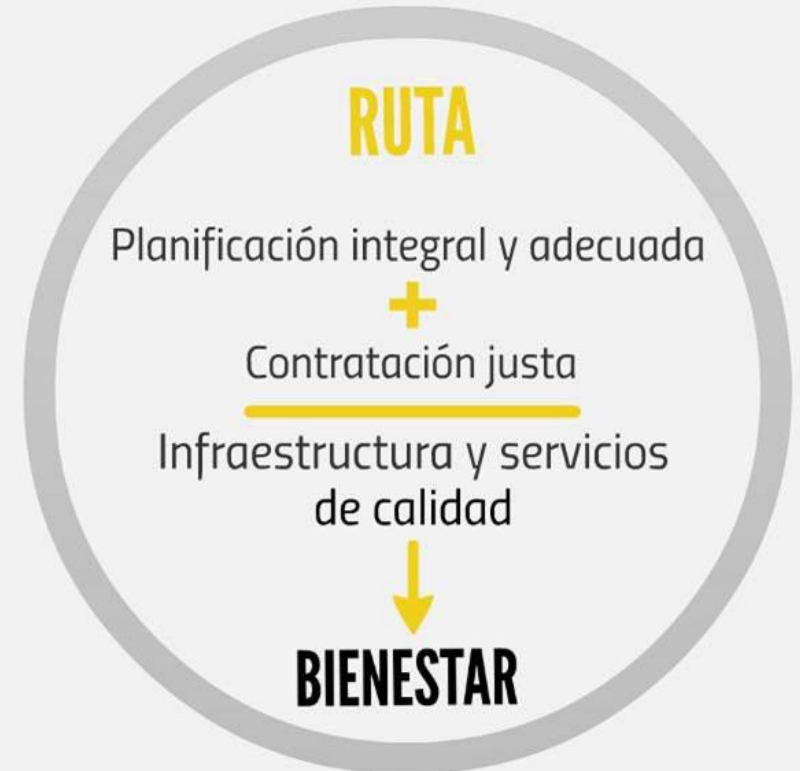 RUTA
Planificación integral y adecuada
+
Contratación justa
Infraestructura y servicios
de calidad
BIENESTAR